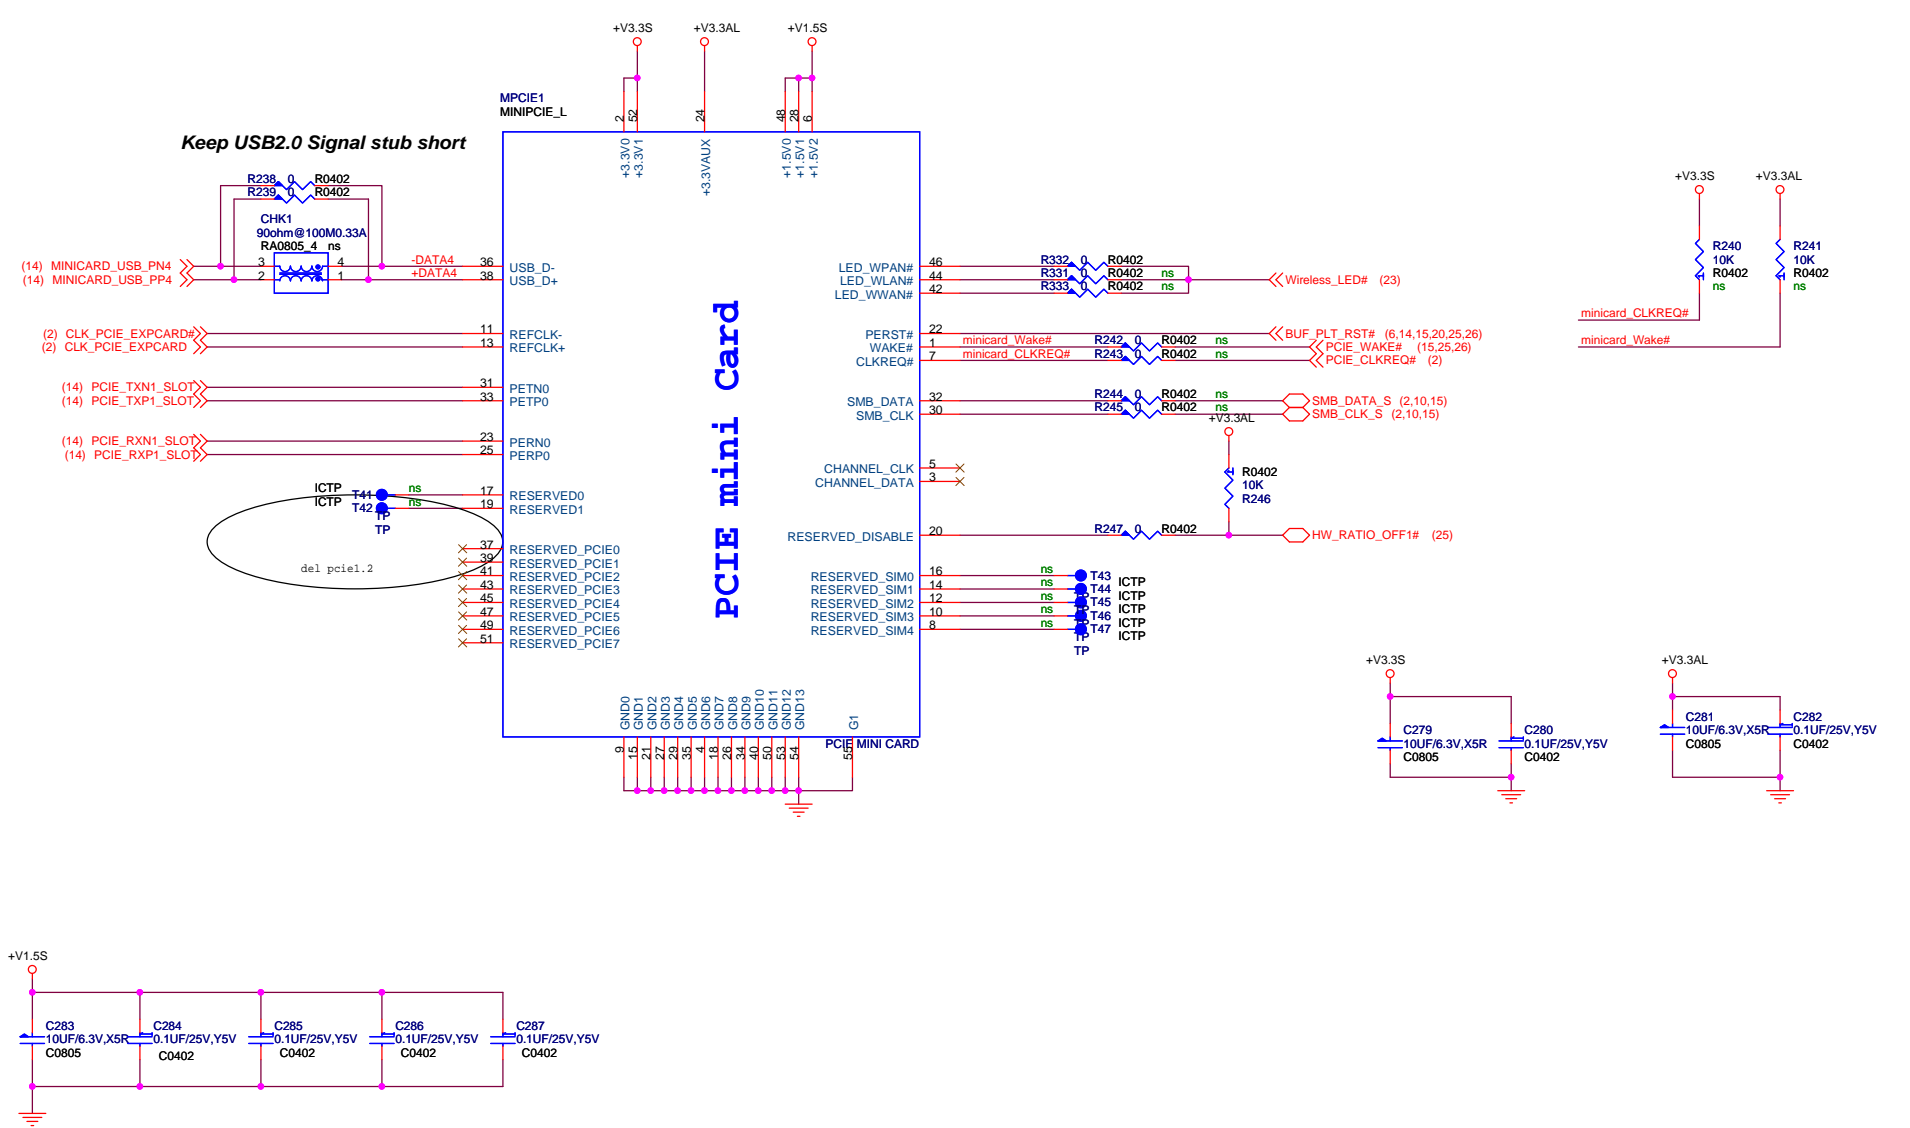 +V3.3S
+V3.3AL
+V1.5S
MPCIE1
MINIPCIE_L
2
52
24
48
28
6
+3.3V0
+3.3V1
+3.3VAUX
+1.5V0
+1.5V1
+1.5V2
Keep USB2.0 Signal stub short
R238 0 R0402
R239 0 R0402
CHK1
90ohm@100M0.33A
RA0805_4 ns
(14) MINICARD_USB_PN4 3 4 -DATA4 36 USB_D-
(14) MINICARD_USB_PP4 2 1 +DATA4 38 USB_D+
(2) CLK_PCIE_EXPCARD# 11 REFCLK-
(2) CLK_PCIE_EXPCARD 13 REFCLK+
(14) PCIE_TXN1_SLOT 31 PETN0
(14) PCIE_TXP1_SLOT 33 PETP0
(14) PCIE_RXN1_SLOT 23 PERN0
(14) PCIE_RXP1_SLOT 25 PERP0
ICTP T41 ns 17 RESERVED0
ICTP T42 ns 19 RESERVED1
TP
TP
del pcie1.2
37 RESERVED_PCIE0
39 RESERVED_PCIE1
41 RESERVED_PCIE2
43 RESERVED_PCIE3
45 RESERVED_PCIE4
47 RESERVED_PCIE5
49 RESERVED_PCIE6
51 RESERVED_PCIE7
PCIE mini Card
LED_WPAN# 46 R332 0 R0402
LED_WLAN# 44 R331 0 R0402 ns Wireless_LED# (23)
LED_WWAN# 42 R333 0 R0402 ns
PERST# 22 BUF_PLT_RST# (6,14,15,20,25,26)
WAKE# 1 minicard_Wake# R242 0 R0402 ns PCIE_WAKE# (15,25,26)
CLKREQ# 7 minicard_CLKREQ# R243 0 R0402 ns PCIE_CLKREQ# (2)
SMB_DATA 32 R244 0 R0402 ns SMB_DATA_S (2,10,15)
SMB_CLK 30 R245 0 R0402 ns SMB_CLK_S (2,10,15)
+V3.3AL
CHANNEL_CLK 5
CHANNEL_DATA 3
1
R0402
10K
R246
RESERVED_DISABLE 20 R247 0 R0402 HW_RATIO_OFF1# (25)
RESERVED_SIM0 16 ns T43 ICTP
RESERVED_SIM1 14 ns T44 ICTP
RESERVED_SIM2 12 ns T45 ICTP
RESERVED_SIM3 10 ns T46 ICTP
RESERVED_SIM4 8 ns T47 ICTP
TP
TP
TP
TP
TP
+V3.3S
+V3.3AL
R240
10K
R0402
1
ns
R241
10K
R0402
1
ns
minicard_CLKREQ#
minicard_Wake#
GND0
GND1
GND2
GND3
GND4
GND5
GND6
GND7
GND8
GND9
GND10
GND11
GND12
GND13
G1
9
15
21
27
29
35
4
18
26
34
40
50
53
54
55
PCIE MINI CARD
+V3.3S
C279
10UF/6.3V,X5R
C0805
C280
0.1UF/25V,Y5V
C0402
+V3.3AL
C281
10UF/6.3V,X5R
C0805
C282
0.1UF/25V,Y5V
C0402
+V1.5S
C283
10UF/6.3V,X5R
C0805
C284
0.1UF/25V,Y5V
C0402
C285
0.1UF/25V,Y5V
C0402
C286
0.1UF/25V,Y5V
C0402
C287
0.1UF/25V,Y5V
C0402